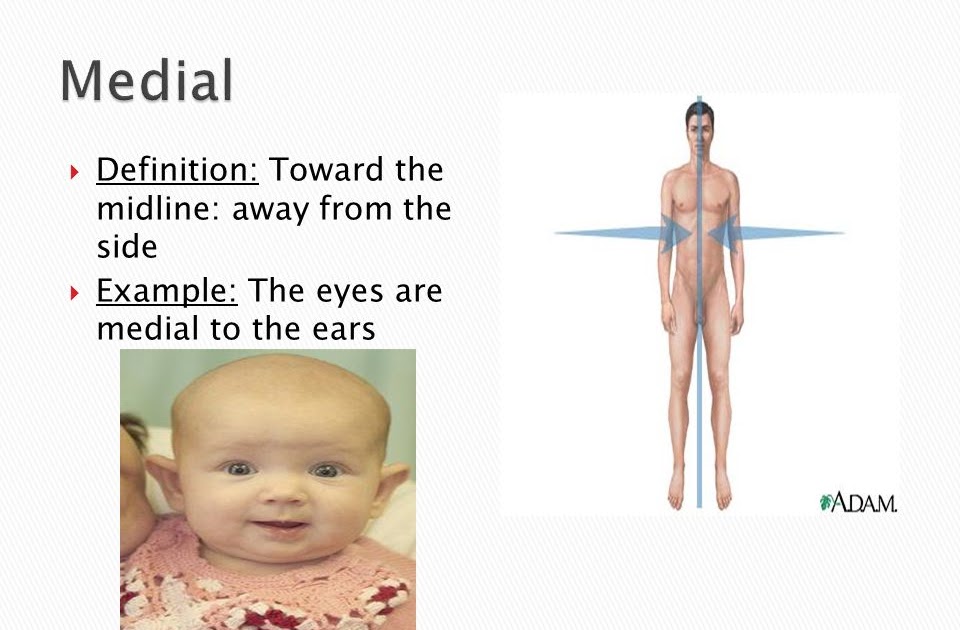 Medial
Definition: Toward the
midline: away from the
side
Example: The eyes are
medial to the ears
A.D.A.M.